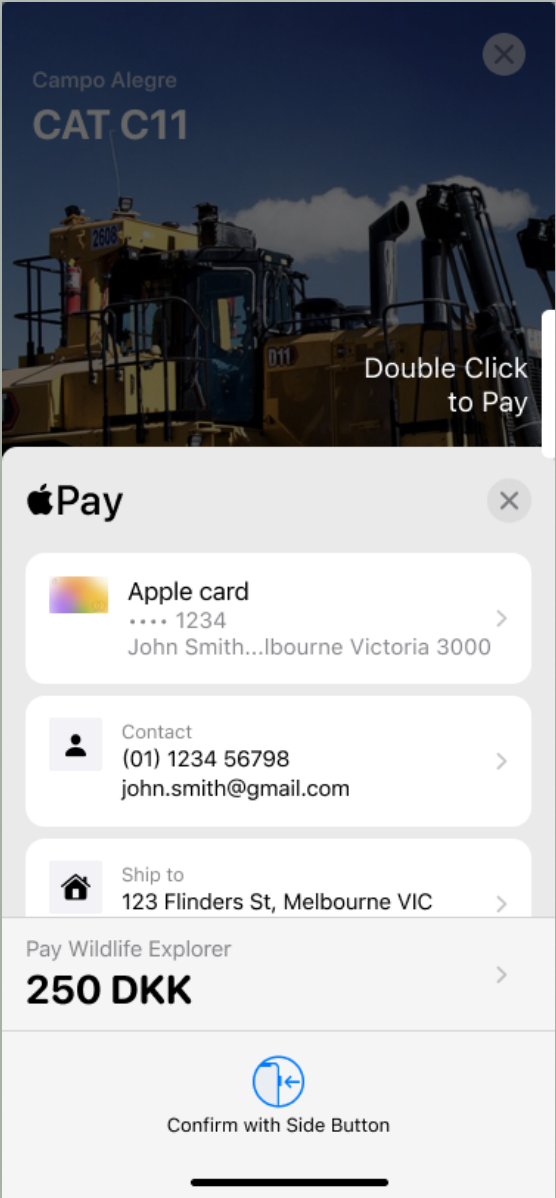 Campo Alegre
CAT C11
2608
D11
Double Click
to Pay
Pay
Apple card
•••• 1234
John Smith...lbourne Victoria 3000
Contact
(01) 1234 56798
john.smith@gmail.com
Ship to
123 Flinders St, Melbourne VIC
Pay Wildlife Explorer
250 DKK
Confirm with Side Button